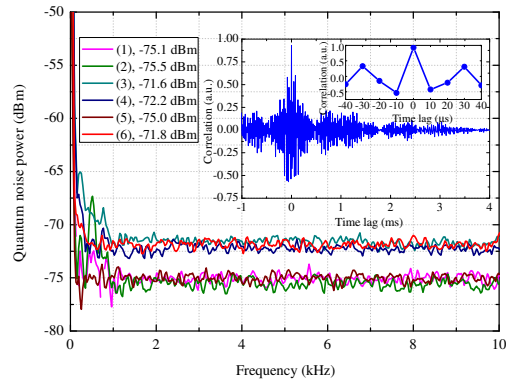 Quantum noise power (dBm)
-50
-55
-60
-65
-70
-75
-80
-85
0
2
4
6
8
10
Frequency (kHz)
(1), -75.1 dBm
(2), -75.5 dBm
(3), -71.6 dBm
(4), -72.2 dBm
(5), -75.0 dBm
(6), -71.8 dBm
Correlation (a.u.)
1.00
0.75
0.50
0.25
0.00
-0.25
-0.50
-0.75
-1
0
1
2
3
4
Time lag (ms)
Correlation (a.u.)
1.0
0.5
0.0
-0.5
-40 -30 -20 -10 0 10 20 30 40
Time lag (us)